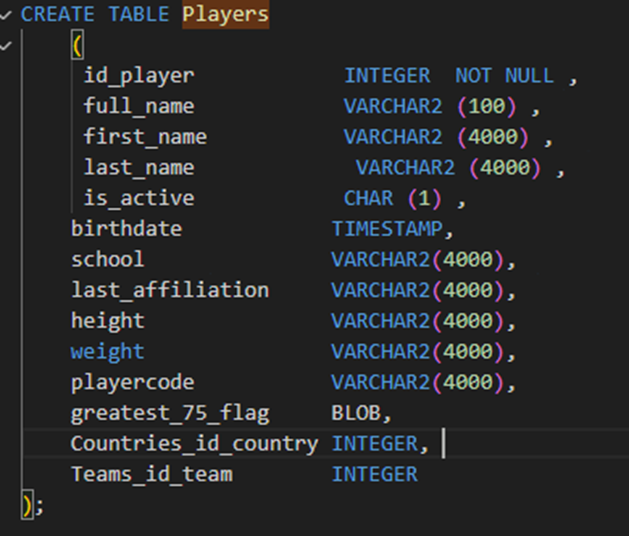 CREATE TABLE Players
(
id_player INTEGER NOT NULL ,
full_name VARCHAR2 (100) ,
first_name VARCHAR2 (4000) ,
last_name VARCHAR2 (4000) ,
is_active CHAR (1) ,
birthdate TIMESTAMP,
school VARCHAR2(4000),
last_affiliation VARCHAR2(4000),
height VARCHAR2(4000),
weight VARCHAR2(4000),
playercode VARCHAR2(4000),
greatest_75_flag BLOB,
Countries_id_country INTEGER,
Teams_id_team INTEGER
);